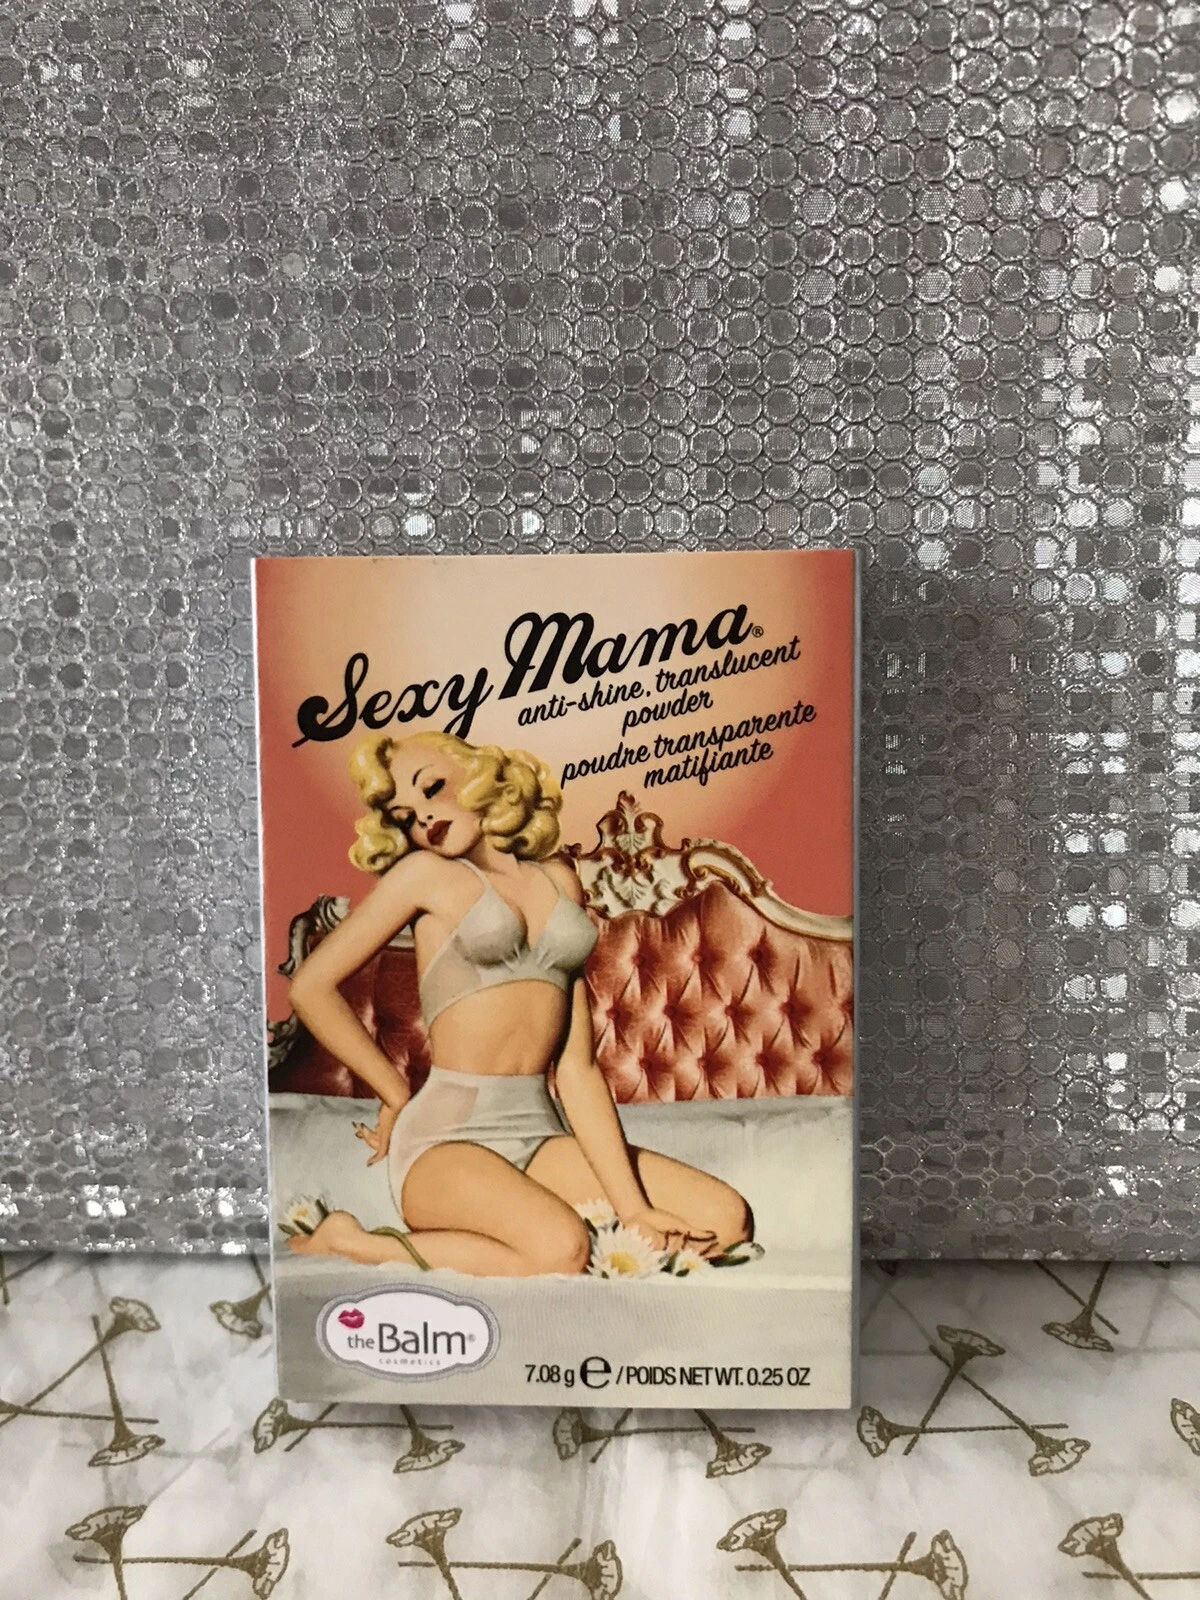 Sexy Mama®
anti-shine, translucent
powder
poudre transparente
matifiante
the Balm®
cosmetics
7.08 g ℮ / POIDS NET WT. 0.25 OZ